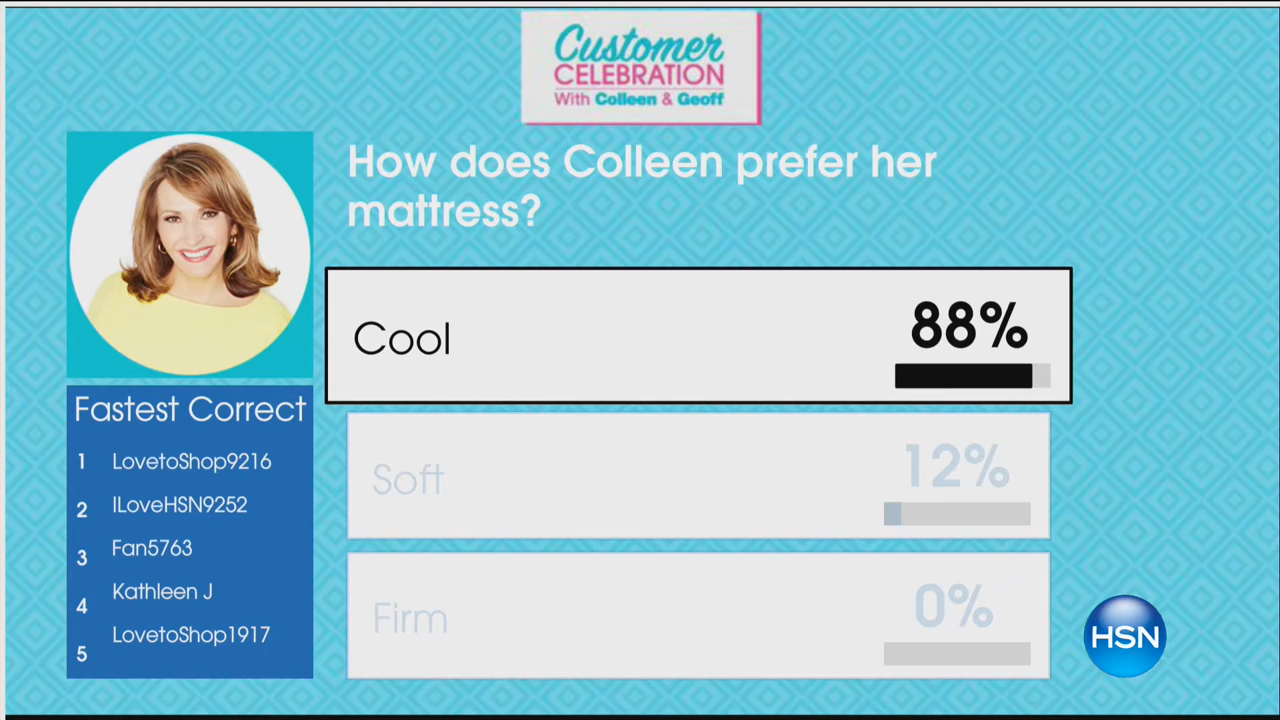 Customer
CELEBRATION
With Colleen & Geoff
How does Colleen prefer her
mattress?
Cool
88%
Soft
12%
Firm
0%
Fastest Correct
1 LovetoShop9216
2 ILoveHSN9252
3 Fan5763
4 Kathleen J
5 LovetoShop1917
HSN